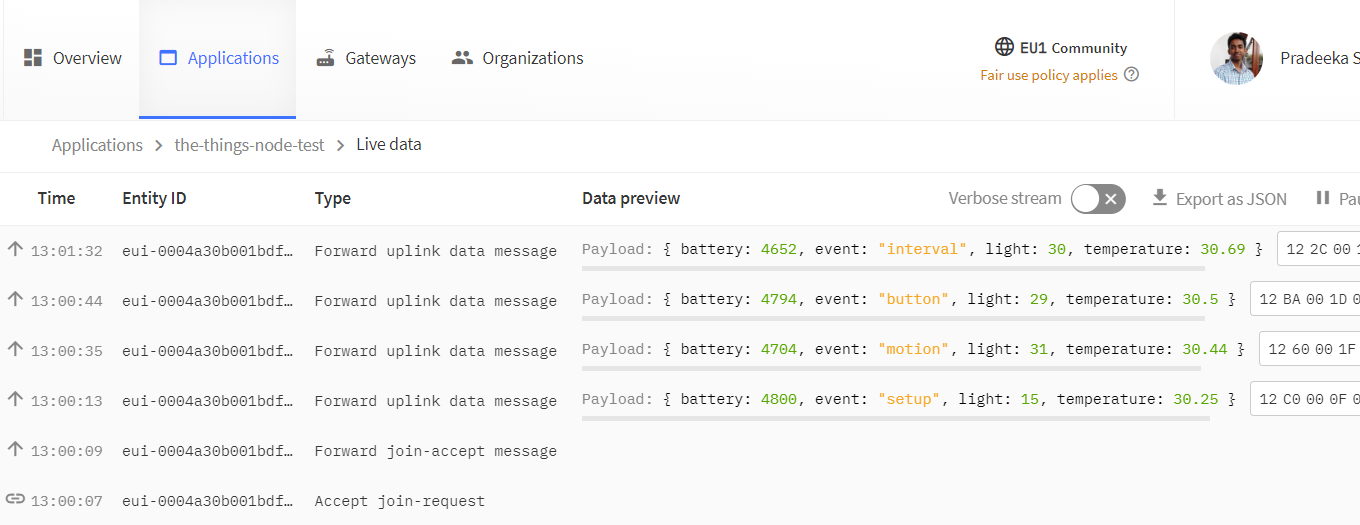 Overview Applications Gateways Organizations EU1 Community Pradeeka S
Fair use policy applies
Applications > the-things-node-test > Live data
Time Entity ID Type Data preview Verbose stream Export as JSON Pau
13:01:32 eui-0004a30b001bdf… Forward uplink data message Payload: { battery: 4652, event: "interval", light: 30, temperature: 30.69 } 12 2C 00 1
13:00:44 eui-0004a30b001bdf… Forward uplink data message Payload: { battery: 4794, event: "button", light: 29, temperature: 30.5 } 12 BA 00 1D 0
13:00:35 eui-0004a30b001bdf… Forward uplink data message Payload: { battery: 4704, event: "motion", light: 31, temperature: 30.44 } 12 60 00 1F
13:00:13 eui-0004a30b001bdf… Forward uplink data message Payload: { battery: 4800, event: "setup", light: 15, temperature: 30.25 } 12 C0 00 0F 0
13:00:09 eui-0004a30b001bdf… Forward join-accept message
13:00:07 eui-0004a30b001bdf… Accept join-request